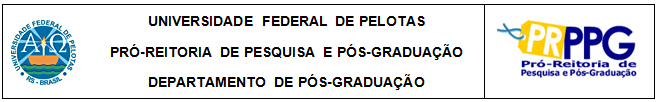 UNIVERSIDADE FEDERAL DE PELOTAS
RS - BRASIL
UNIVERSIDADE FEDERAL DE PELOTAS
PRÓ-REITORIA DE PESQUISA E PÓS-GRADUAÇÃO
DEPARTAMENTO DE PÓS-GRADUAÇÃO
PRPPG
Pró-Reitoria de
Pesquisa e Pós-Graduação